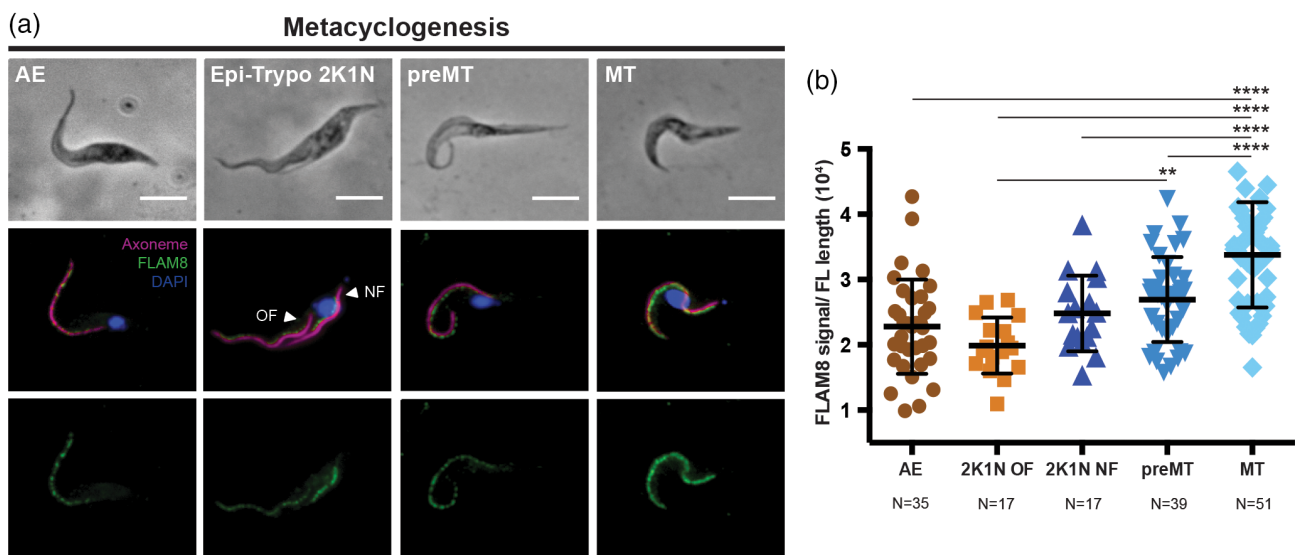 (a)
Metacyclogenesis
AE
Epi-Trypo 2K1N
preMT
MT
Axoneme
FLAM8
DAPI
OF
NF
(b)
****
****
****
****
**
FLAM8 signal/ FL length (10⁴)
5
4
3
2
1
AE
2K1N OF
2K1N NF
preMT
MT
N=35
N=17
N=17
N=39
N=51